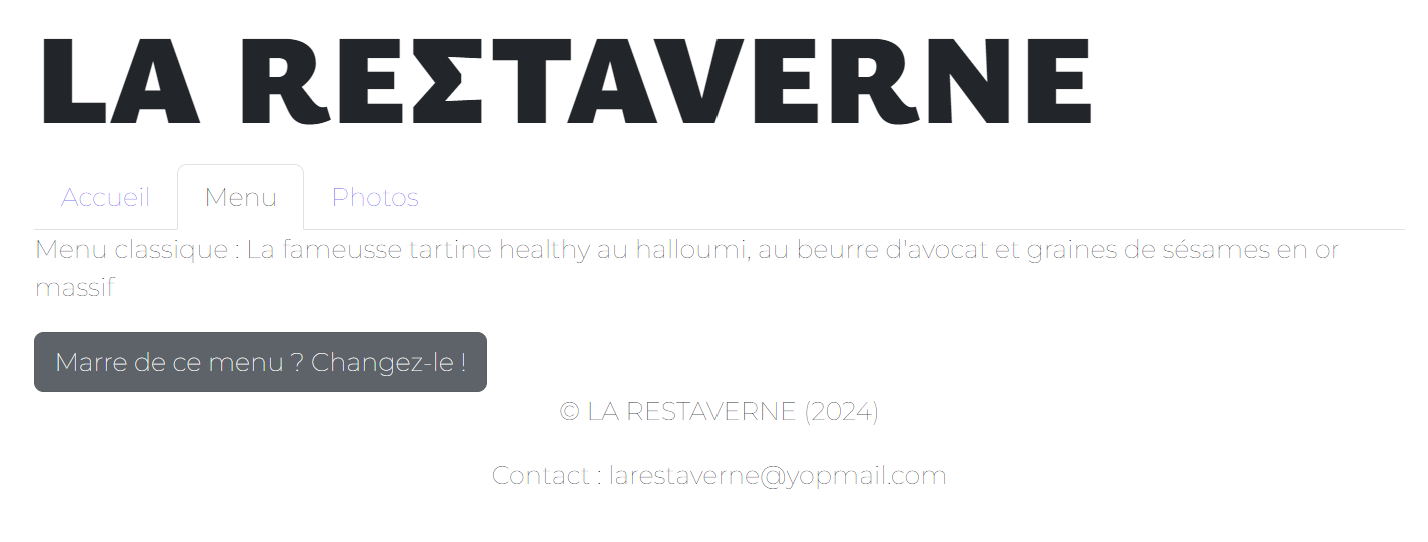 LA REΣTAVERNE
Accueil Menu Photos
Menu classique : La fameusse tartine healthy au halloumi, au beurre d'avocat et graines de sésames en or
massif
Marre de ce menu ? Changez-le !
© LA RESTAVERNE (2024)
Contact : larestaverne@yopmail.com